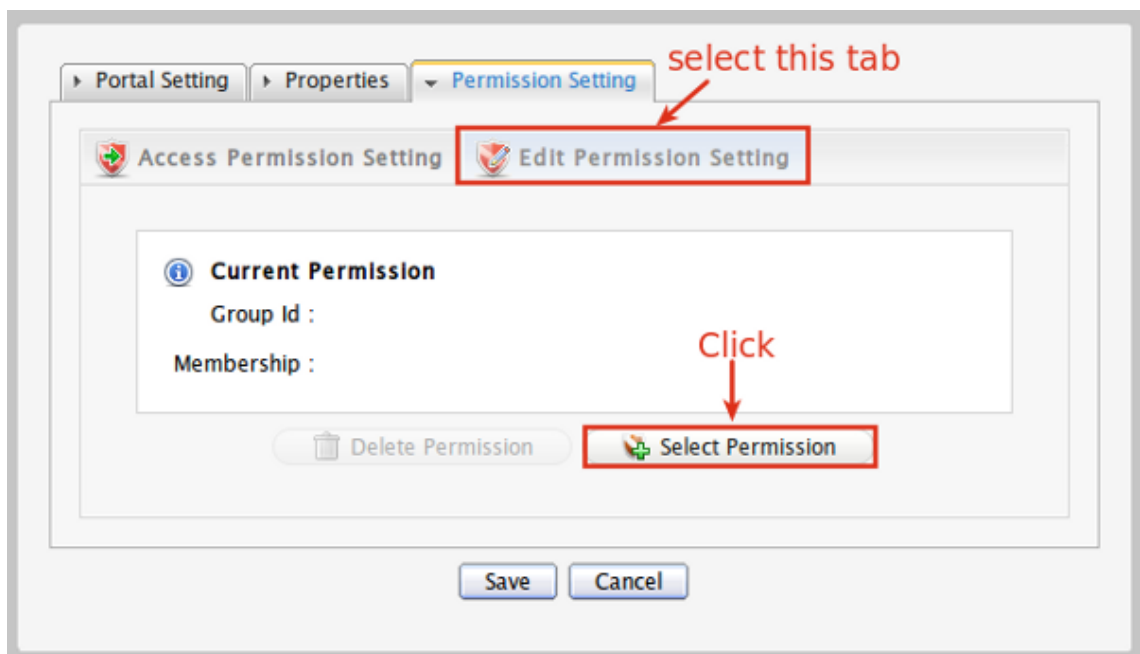 select this tab
Portal Setting Properties Permission Setting
Access Permission Setting Edit Permission Setting
Current Permission
Group Id :
Membership :
Click
Delete Permission Select Permission
Save Cancel